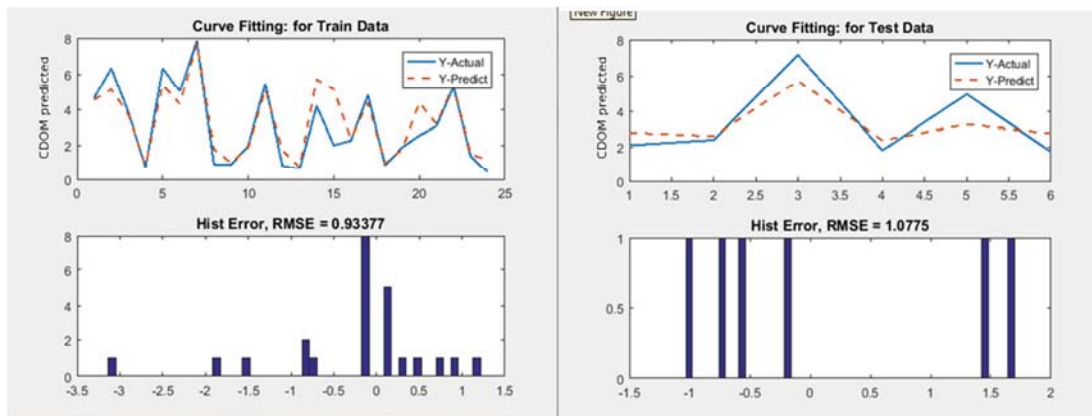 Curve Fitting: for Train Data
8
6
4
2
0
CDOM predicted
Y-Actual
Y-Predict
0 5 10 15 20 25
Hist Error, RMSE = 0.93377
8
6
4
2
0
-3.5 -3 -2.5 -2 -1.5 -1 -0.5 0 0.5 1 1.5
New Figure
Curve Fitting: for Test Data
8
6
4
2
0
CDOM predicted
Y-Actual
Y-Predict
1 1.5 2 2.5 3 3.5 4 4.5 5 5.5 6
Hist Error, RMSE = 1.0775
1
0.5
0
-1.5 -1 -0.5 0 0.5 1 1.5 2